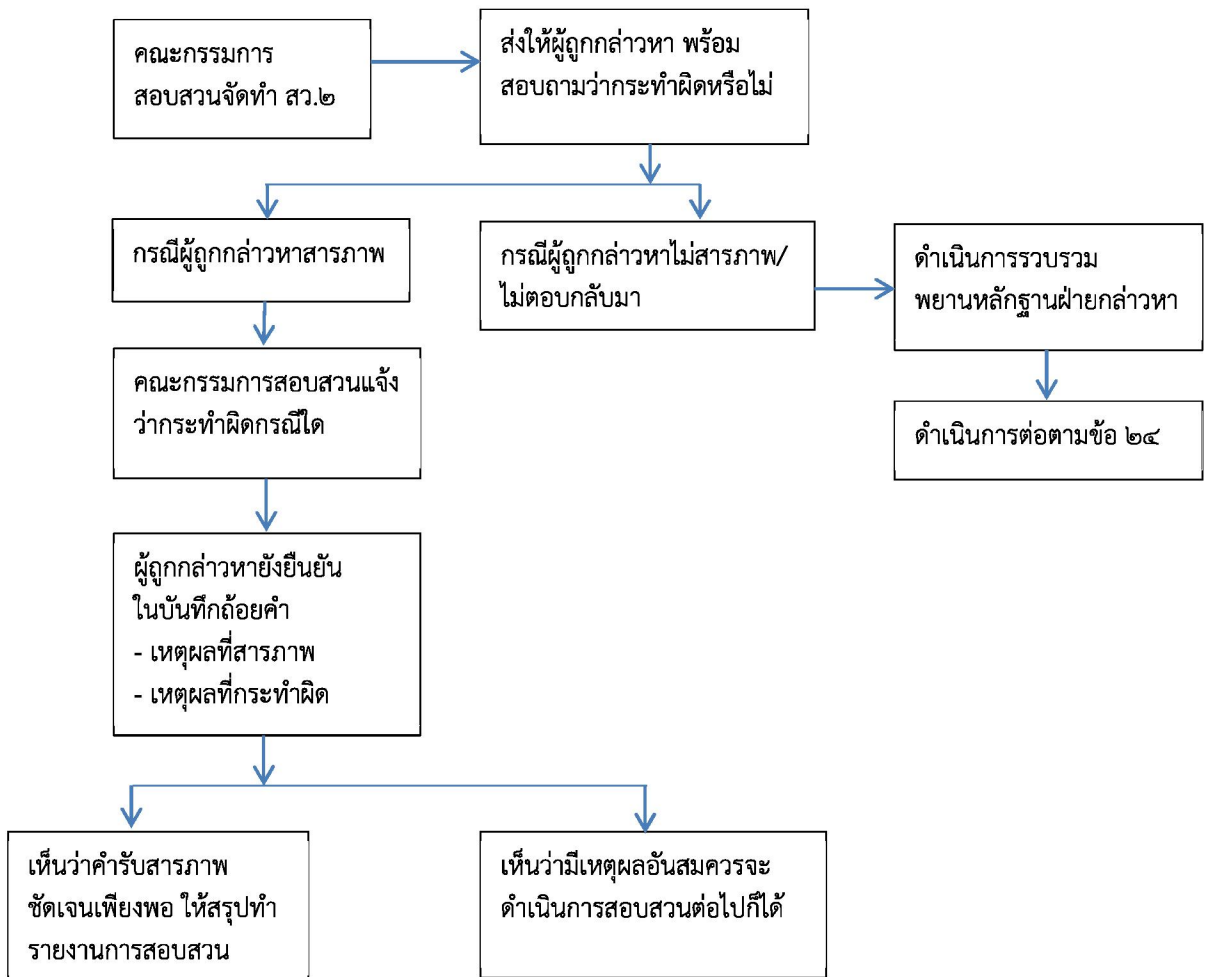 คณะกรรมการ
สอบสวนจัดทำ สว.๒
ส่งให้ผู้ถูกกล่าวหา พร้อม
สอบถามว่ากระทำผิดหรือไม่
กรณีผู้ถูกกล่าวหาสารภาพ
กรณีผู้ถูกกล่าวหาไม่สารภาพ/
ไม่ตอบกลับมา
ดำเนินการรวบรวม
พยานหลักฐานฝ่ายกล่าวหา
คณะกรรมการสอบสวนแจ้ง
ว่ากระทำผิดกรณีใด
ดำเนินการต่อตามข้อ ๒๔
ผู้ถูกกล่าวหายังยืนยัน
ในบันทึกถ้อยคำ
- เหตุผลที่สารภาพ
- เหตุผลที่กระทำผิด
เห็นว่าคำรับสารภาพ
ชัดเจนเพียงพอ ให้สรุปทำ
รายงานการสอบสวน
เห็นว่ามีเหตุผลอันสมควรจะ
ดำเนินการสอบสวนต่อไปก็ได้